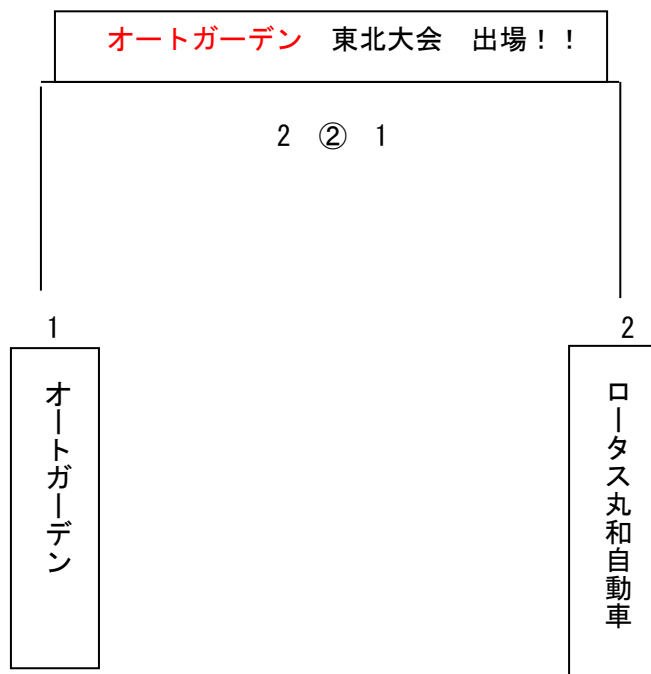 オートガーデン　東北大会　出場！！
2　②　1
1
2
オートガーデン
ロータス丸和自動車